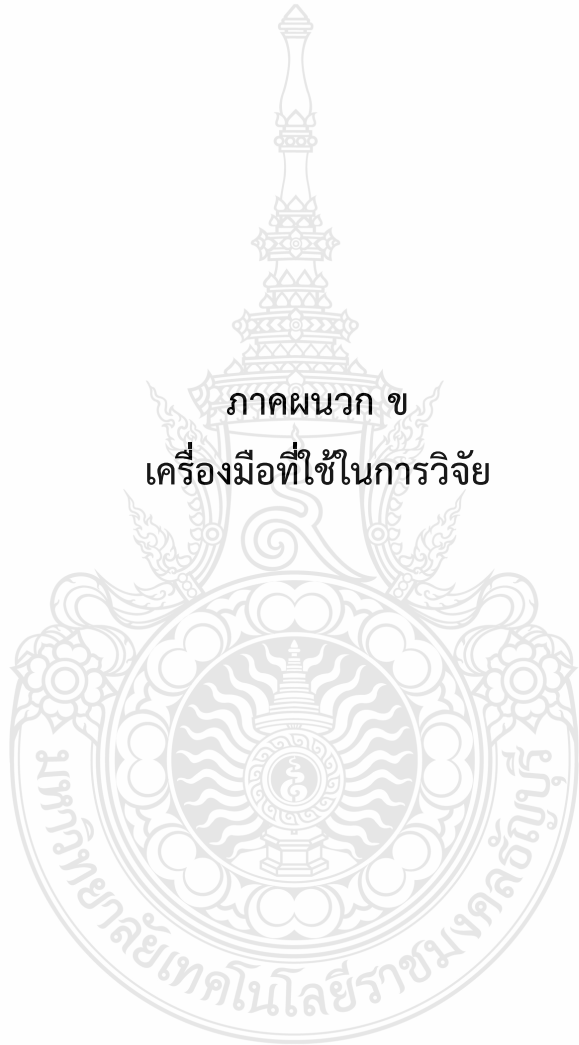 ภาคผนวก ข
เครื่องมือที่ใช้ในการวิจัย
มหาวิทยาลัยเทคโนโลยีราชมงคลธัญบุรี